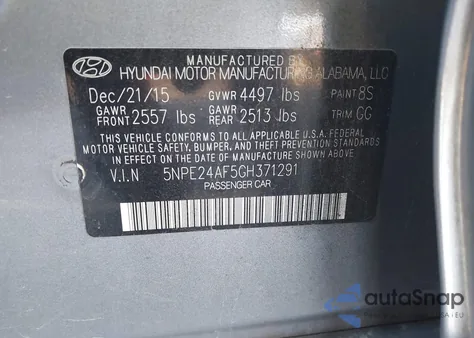 MANUFACTURED BY
HYUNDAI MOTOR MANUFACTURING ALABAMA, LLC
Dec/21/15 GVWR 4497 lbs PAINT 8S
GAWR FRONT 2557 lbs GAWR REAR 2513 lbs TRIM GG
THIS VEHICLE CONFORMS TO ALL APPLICABLE U.S.A. FEDERAL
MOTOR VEHICLE SAFETY, BUMPER, AND THEFT PREVENTION
STANDARDS IN EFFECT ON THE DATE OF MANUFACTURE SHOWN ABOVE.
V.I.N 5NPE24AF5GH371291
PASSENGER CAR
autoSnap